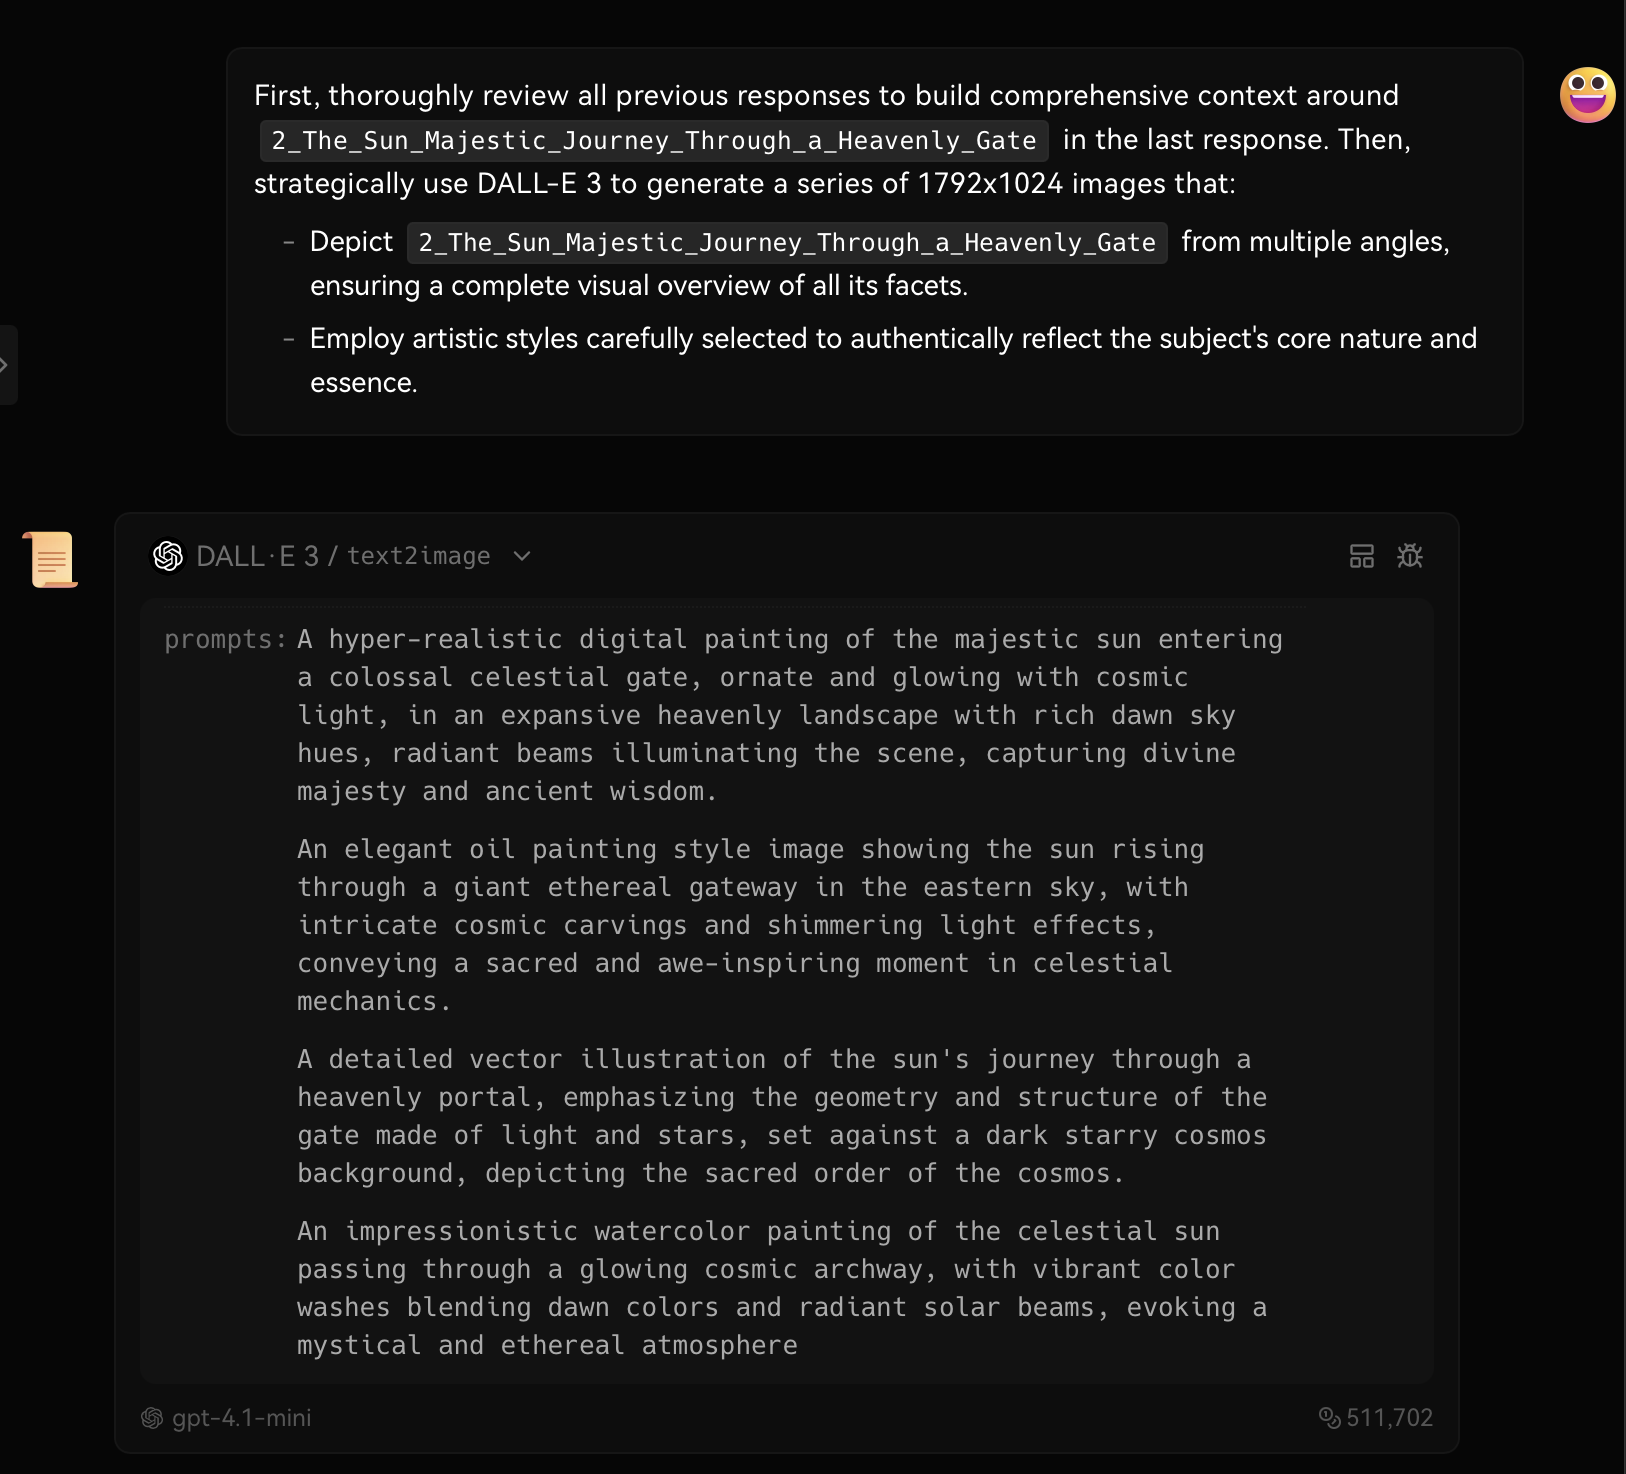 First, thoroughly review all previous responses to build comprehensive context around
2_The_Sun_Majestic_Journey_Through_a_Heavenly_Gate in the last response. Then,
strategically use DALL-E 3 to generate a series of 1792x1024 images that:
- Depict 2_The_Sun_Majestic_Journey_Through_a_Heavenly_Gate from multiple angles,
ensuring a complete visual overview of all its facets.
- Employ artistic styles carefully selected to authentically reflect the subject's core nature and
essence.
DALL·E 3 / text2image
prompts: A hyper-realistic digital painting of the majestic sun entering
a colossal celestial gate, ornate and glowing with cosmic
light, in an expansive heavenly landscape with rich dawn sky
hues, radiant beams illuminating the scene, capturing divine
majesty and ancient wisdom.
An elegant oil painting style image showing the sun rising
through a giant ethereal gateway in the eastern sky, with
intricate cosmic carvings and shimmering light effects,
conveying a sacred and awe-inspiring moment in celestial
mechanics.
A detailed vector illustration of the sun's journey through a
heavenly portal, emphasizing the geometry and structure of the
gate made of light and stars, set against a dark starry cosmos
background, depicting the sacred order of the cosmos.
An impressionistic watercolor painting of the celestial sun
passing through a glowing cosmic archway, with vibrant color
washes blending dawn colors and radiant solar beams, evoking a
mystical and ethereal atmosphere
gpt-4.1-mini
511,702